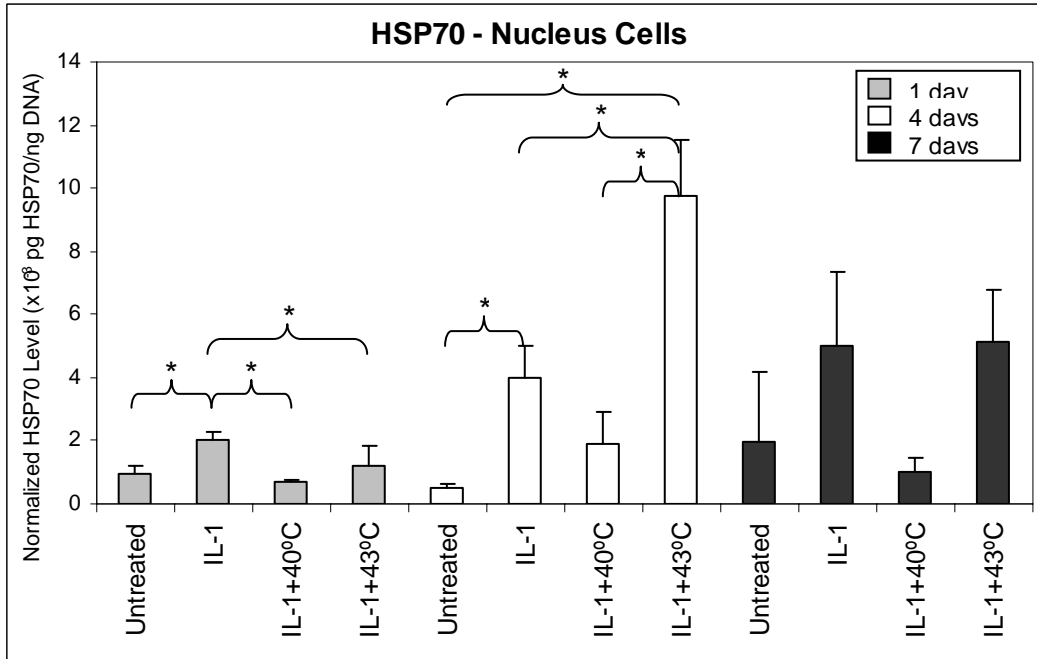 HSP70 - Nucleus Cells
Normalized HSP70 Level (x10⁸ pg HSP70/ng DNA)
14
12
10
8
6
4
2
0
1 day
4 days
7 days
*
*
*
*
*
*
*
Untreated
IL-1
IL-1+40ºC
IL-1+43ºC
Untreated
IL-1
IL-1+40ºC
IL-1+43ºC
Untreated
IL-1
IL-1+40ºC
IL-1+43ºC